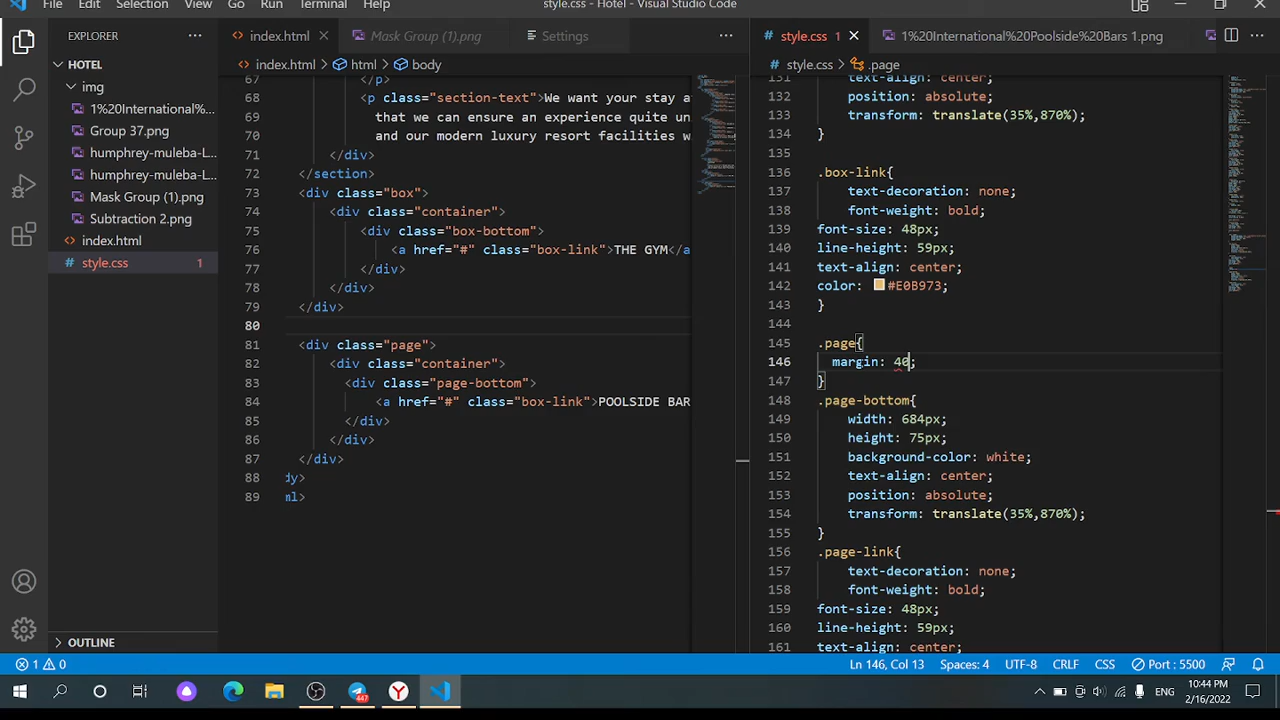 File Edit Selection View Go Run Terminal Help style.css - Hotel - Visual Studio Code
EXPLORER
HOTEL
img
1%20International%...
Group 37.png
humphrey-muleba-L...
humphrey-muleba-L...
Mask Group (1).png
Subtraction 2.png
index.html
style.css 1
OUTLINE
index.html Mask Group (1).png Settings
index.html html body
67 </p>
68 <p class="section-text">We want your stay a
69 that we can ensure an experience quite un
70 and our modern luxury resort facilities w
71 </div>
72 </section>
73 <div class="box">
74 <div class="container">
75 <div class="box-bottom">
76 <a href="#" class="box-link">THE GYM</a
77 </div>
78 </div>
79 </div>
80
81 <div class="page">
82 <div class="container">
83 <div class="page-bottom">
84 <a href="#" class="box-link">POOLSIDE BAR
85 </div>
86 </div>
87 </div>
88 dy>
89 ml>
style.css 1 1%20International%20Poolside%20Bars 1.png
style.css .page
131 text-align: center;
132 position: absolute;
133 transform: translate(35%,870%);
134 }
135
136 .box-link{
137 text-decoration: none;
138 font-weight: bold;
139 font-size: 48px;
140 line-height: 59px;
141 text-align: center;
142 color: #E0B973;
143 }
144
145 .page{
146 margin: 40;
147 }
148 .page-bottom{
149 width: 684px;
150 height: 75px;
151 background-color: white;
152 text-align: center;
153 position: absolute;
154 transform: translate(35%,870%);
155 }
156 .page-link{
157 text-decoration: none;
158 font-weight: bold;
159 font-size: 48px;
160 line-height: 59px;
161 text-align: center;
1 0 Ln 146, Col 13 Spaces: 4 UTF-8 CRLF CSS Port : 5500
447 ENG 10:44 PM
2/16/2022